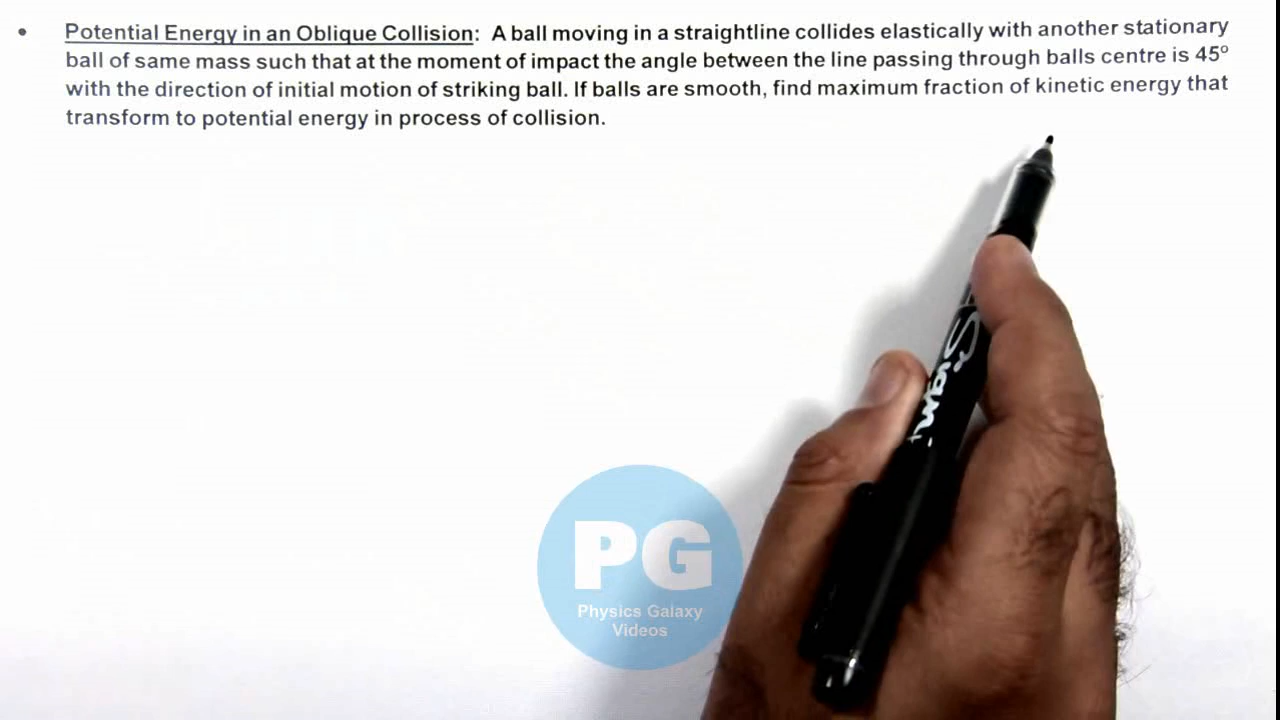 • Potential Energy in an Oblique Collision: A ball moving in a straightline collides elastically with another stationary
ball of same mass such that at the moment of impact the angle between the line passing through balls centre is 45º
with the direction of initial motion of striking ball. If balls are smooth, find maximum fraction of kinetic energy that
transform to potential energy in process of collision.
Signi
PG
Physics Galaxy
Videos